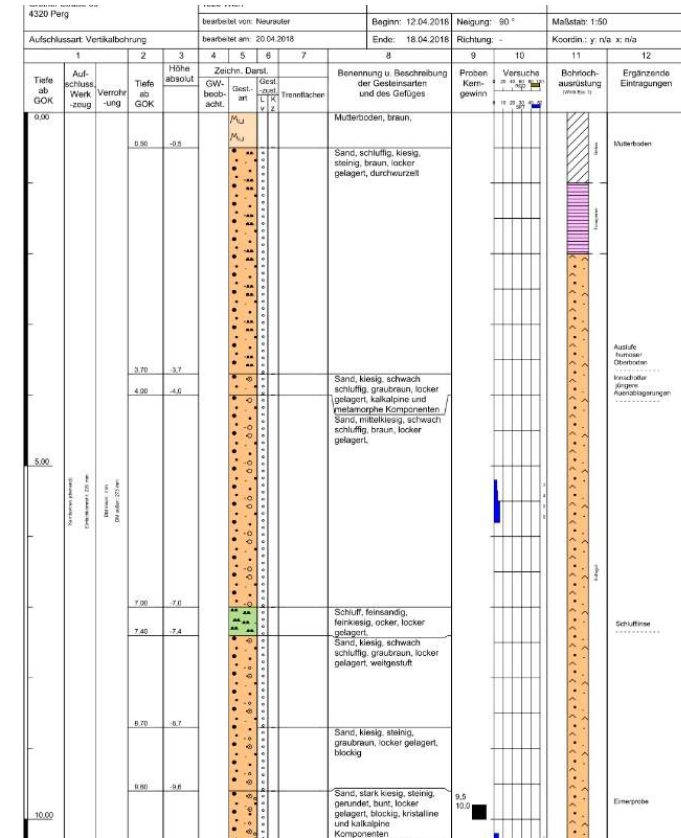 4320 Perg
bearbeitet von: Neurauter
Beginn: 12.04.2018
Neigung: 90 °
Maßstab: 1:50
Aufschlussart: Vertikalbohrung
bearbeitet am: 20.04.2018
Ende: 18.04.2018
Richtung: -
Koordin.: y: n/a x: n/a
1
2
3
4
5
6
7
8
9
10
11
12
Tiefe
ab
GOK
Auf-
schluss,
Werk
-zeug
Verrohr
-ung
Tiefe
ab
GOK
Höhe
absolut
Zeichn. Darst.
GW-
beob-
acht.
Gest.-
art
Gest.
-zust.
L K
v z
Trennflächen
Benennung u. Beschreibung
der Gesteinsarten
und des Gefüges
Proben
Kern-
gewinn
Versuche
Bohrloch-
ausrüstung
Ergänzende
Eintragungen
0,00
Mu
Mu
Mutterboden, braun,
0,50
-0,5
Mutterboden
Sand, schluffig, kiesig,
steinig, braun, locker
gelagert, durchwurzelt
Austufe
humoser
Oberboden
3,70
-3,7
Sand, kiesig, schwach
schluffig, graubraun, locker
gelagert, kalkalpine und
metamorphe Komponenten
Innschotter
jüngere
Auenablagerungen
4,00
-4,0
Sand, mittelkiesig, schwach
schluffig, braun, locker
gelagert,
5,00
7,00
-7,0
Schluff, feinsandig,
feinkiesig, ocker, locker
gelagert,
Schlufflinse
7,40
-7,4
Sand, kiesig, schwach
schluffig, graubraun, locker
gelagert, weitgestuft
8,70
-8,7
Sand, kiesig, steinig,
graubraun, locker gelagert,
blockig
9,60
-9,6
Sand, stark kiesig, steinig,
gerundet, bunt, locker
gelagert, blockig, kristalline
und kalkalpine
Komponenten
9,5
10,0
Eimerprobe
10,00